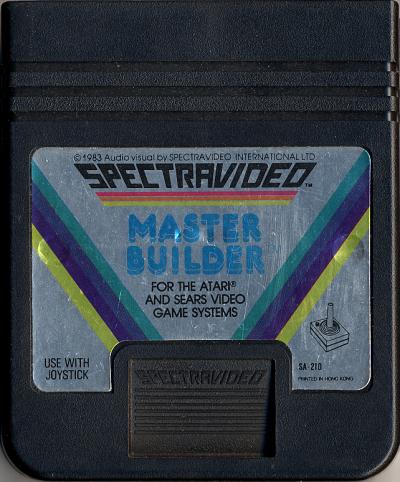 ©1983 Audio visual by SPECTRAVIDEO INTERNATIONAL LTD
SPECTRAVIDEO™
MASTER
BUILDER
FOR THE ATARI®
AND SEARS VIDEO
GAME SYSTEMS
USE WITH
JOYSTICK
SA-210
PRINTED IN HONG KONG
SPECTRAVIDEO